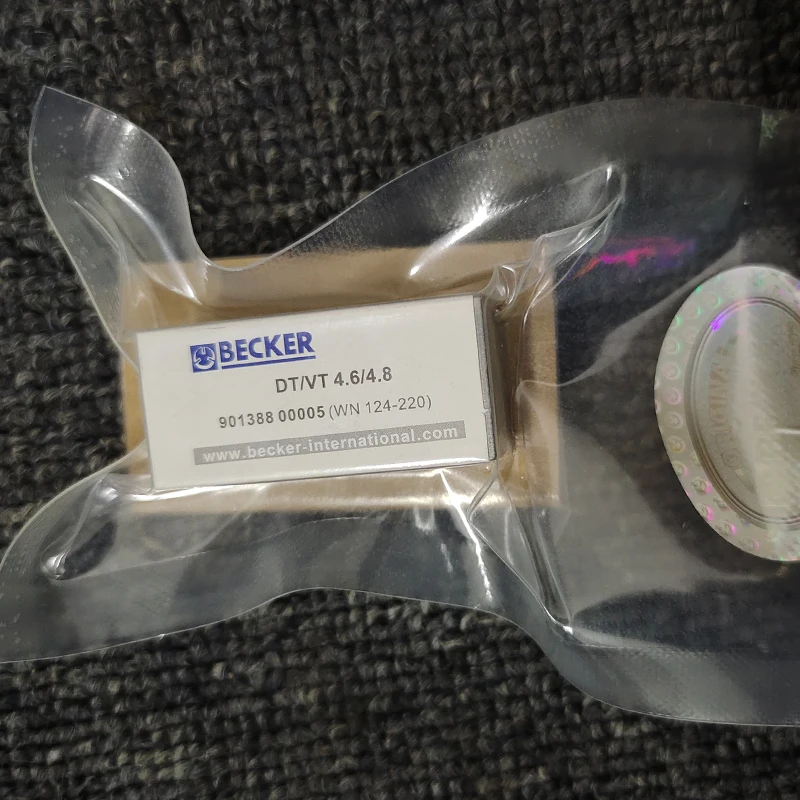 BECKER
DT/VT 4.6/4.8
901388 00005 (WN 124-220)
www.becker-international.com